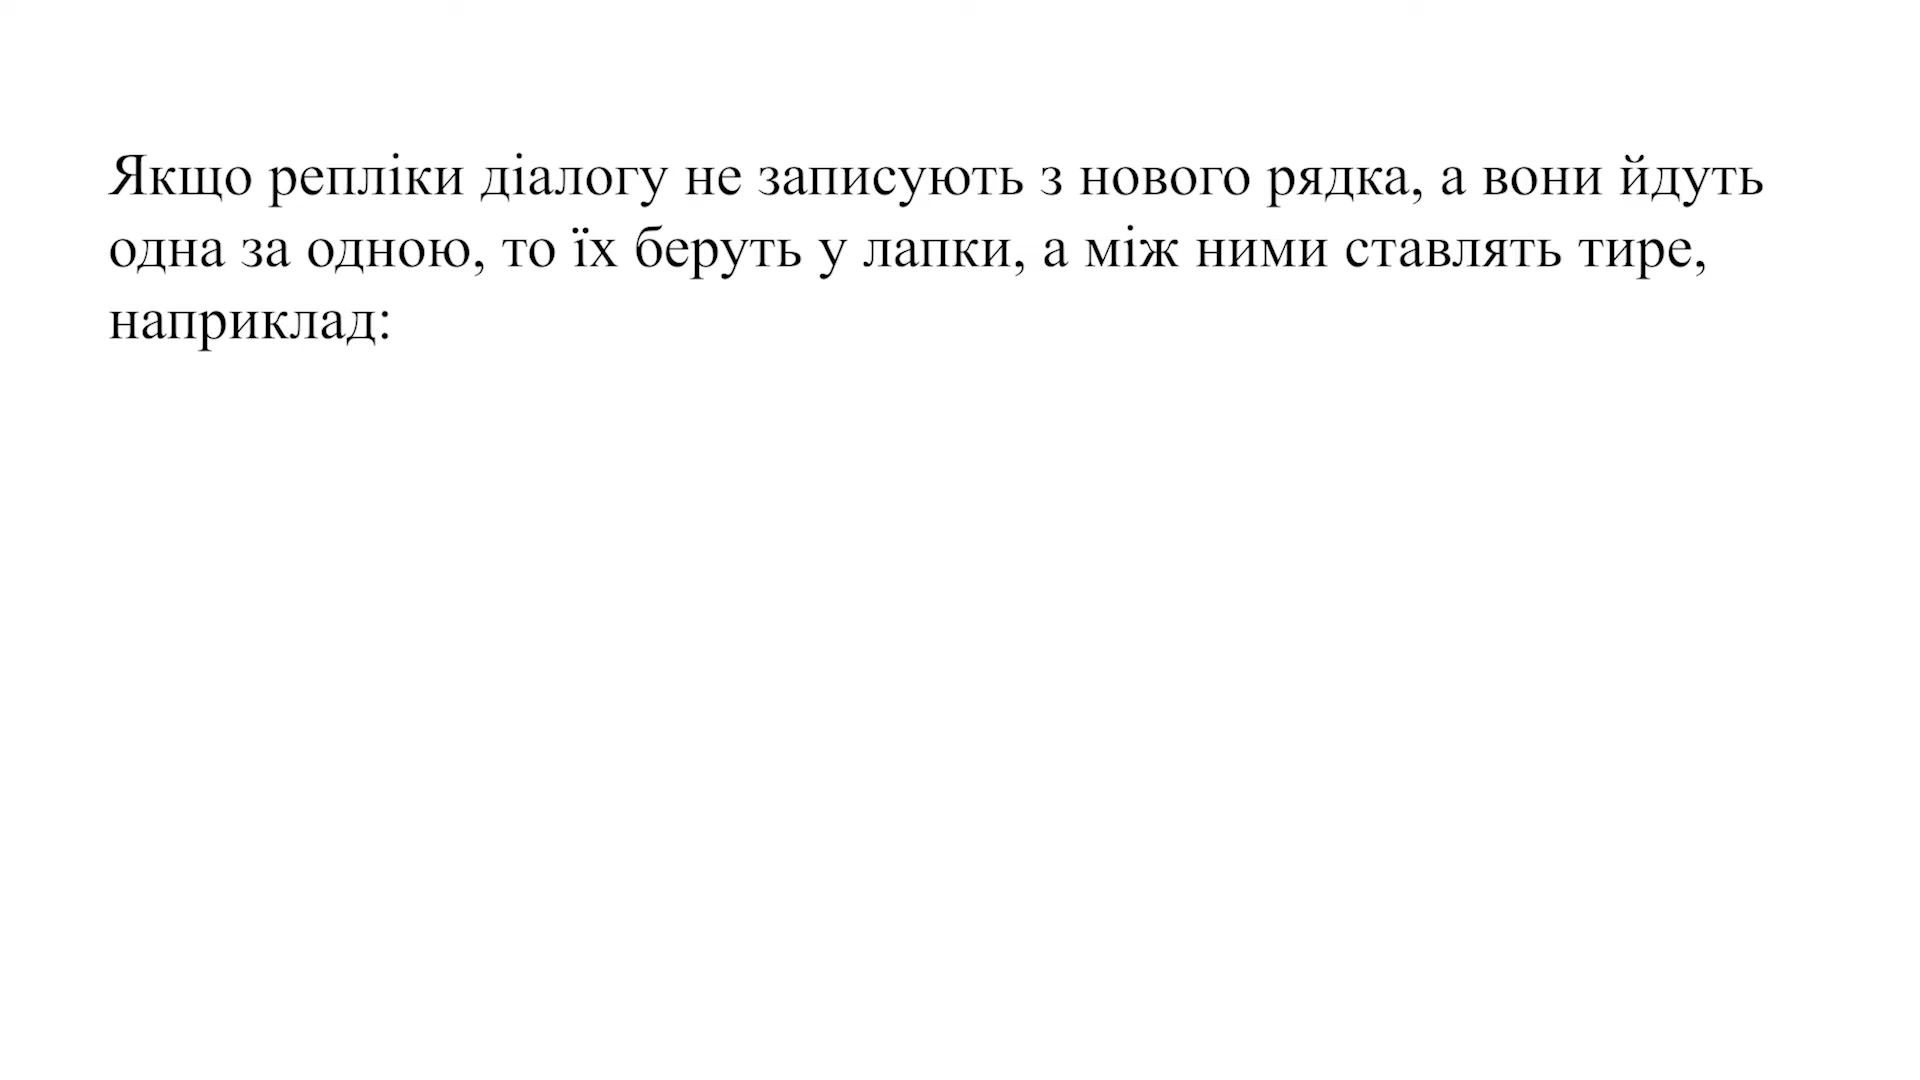 Якщо репліки діалогу не записують з нового рядка, а вони йдуть
одна за одною, то їх беруть у лапки, а між ними ставлять тире,
наприклад: